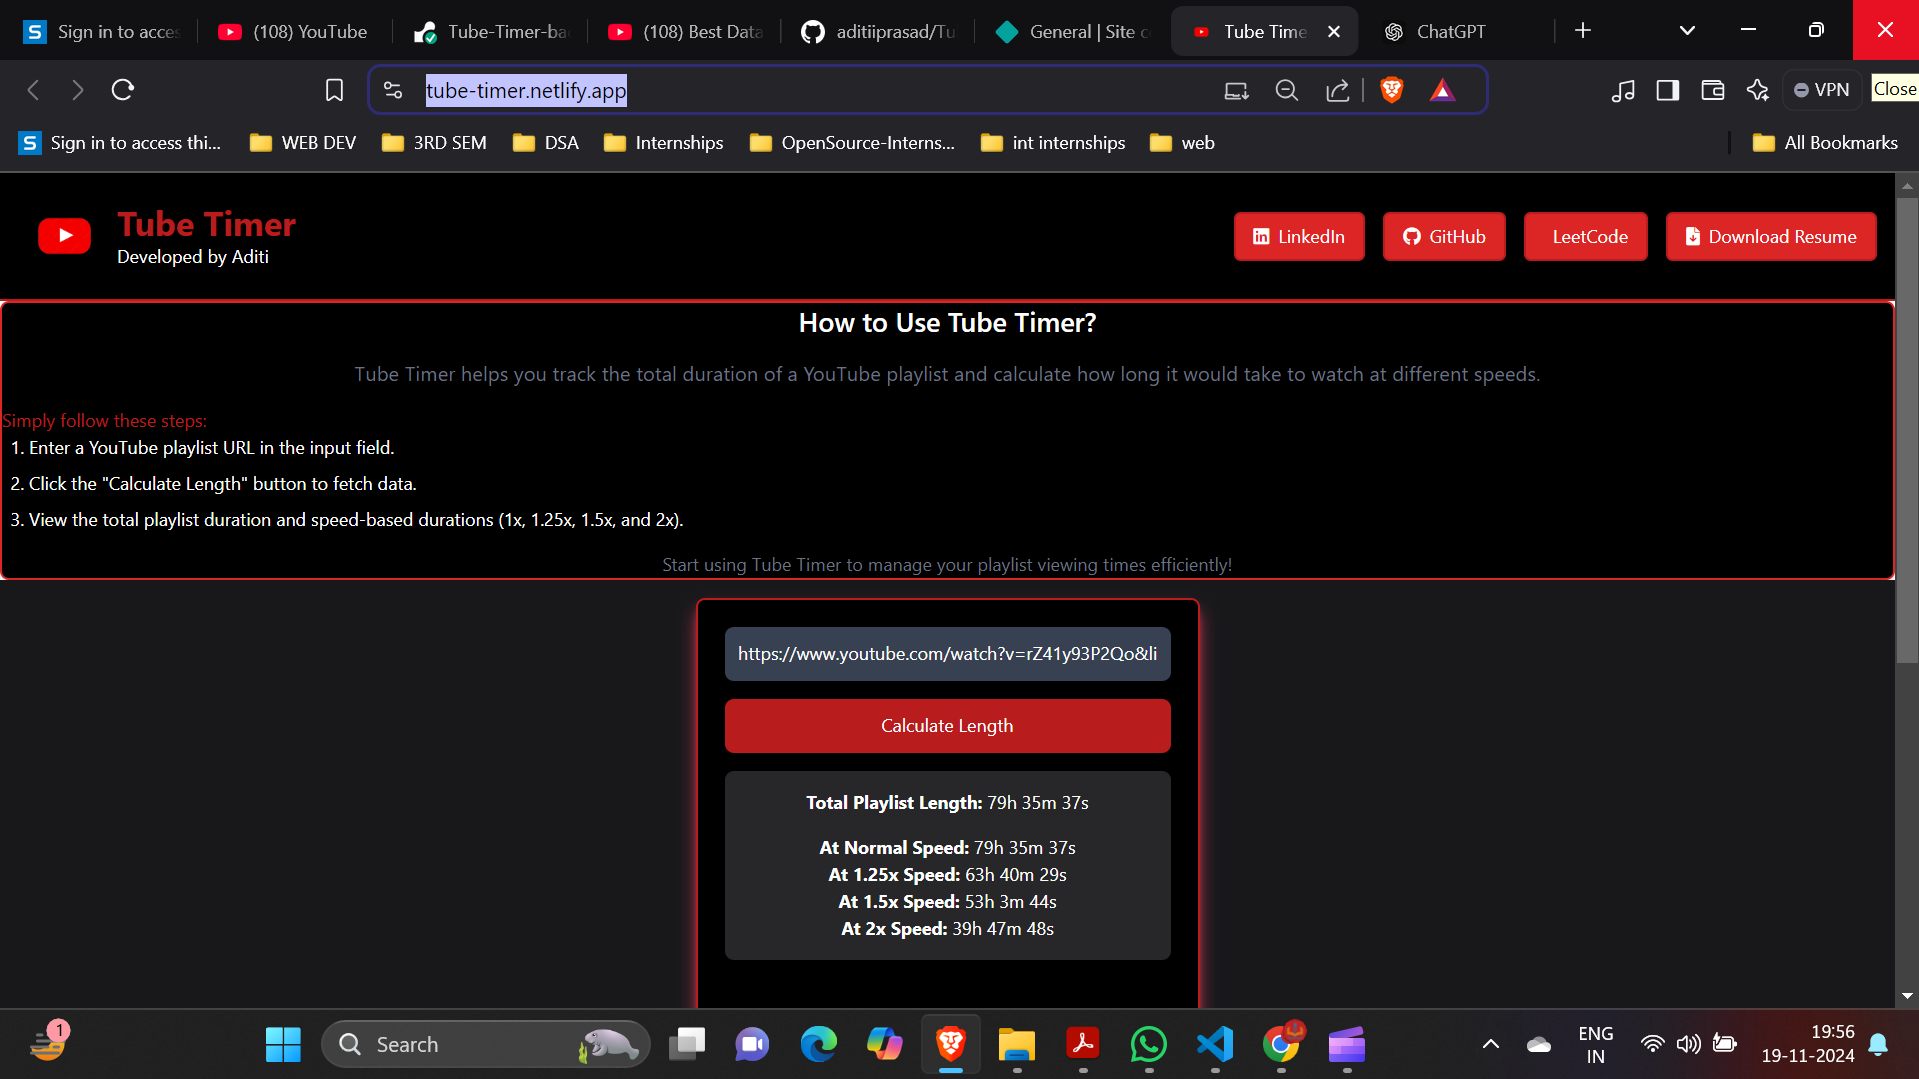 Sign in to acces
(108) YouTube
Tube-Timer-ba
(108) Best Data
aditiiprasad/Tu
General | Site c
Tube Time
ChatGPT
tube-timer.netlify.app
VPN
Close
Sign in to access thi...
WEB DEV
3RD SEM
DSA
Internships
OpenSource-Interns...
int internships
web
All Bookmarks
Tube Timer
Developed by Aditi
LinkedIn
GitHub
LeetCode
Download Resume
How to Use Tube Timer?
Tube Timer helps you track the total duration of a YouTube playlist and calculate how long it would take to watch at different speeds.
Simply follow these steps:
1. Enter a YouTube playlist URL in the input field.
2. Click the "Calculate Length" button to fetch data.
3. View the total playlist duration and speed-based durations (1x, 1.25x, 1.5x, and 2x).
Start using Tube Timer to manage your playlist viewing times efficiently!
https://www.youtube.com/watch?v=rZ41y93P2Qo&li
Calculate Length
Total Playlist Length: 79h 35m 37s
At Normal Speed: 79h 35m 37s
At 1.25x Speed: 63h 40m 29s
At 1.5x Speed: 53h 3m 44s
At 2x Speed: 39h 47m 48s
1
Search
ENG
IN
19:56
19-11-2024